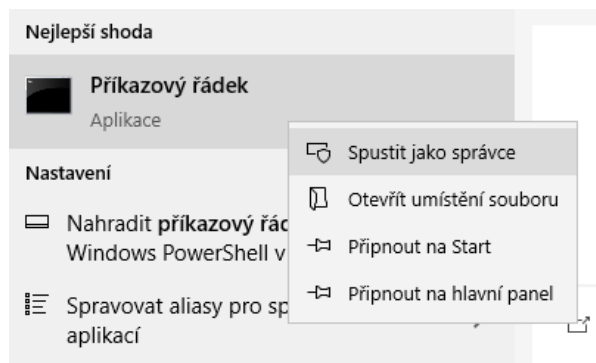 Nejlepší shoda
Příkazový řádek
Aplikace
Spustit jako správce
Nastavení
Otevřít umístění souboru
Nahradit příkazový řád
Windows PowerShell v
Připnout na Start
Připnout na hlavní panel
Spravovat aliasy pro sp
aplikací